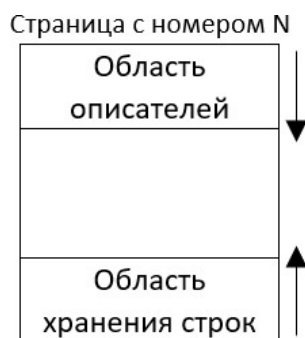 Страница с номером N
Область
описателей
Область
хранения строк